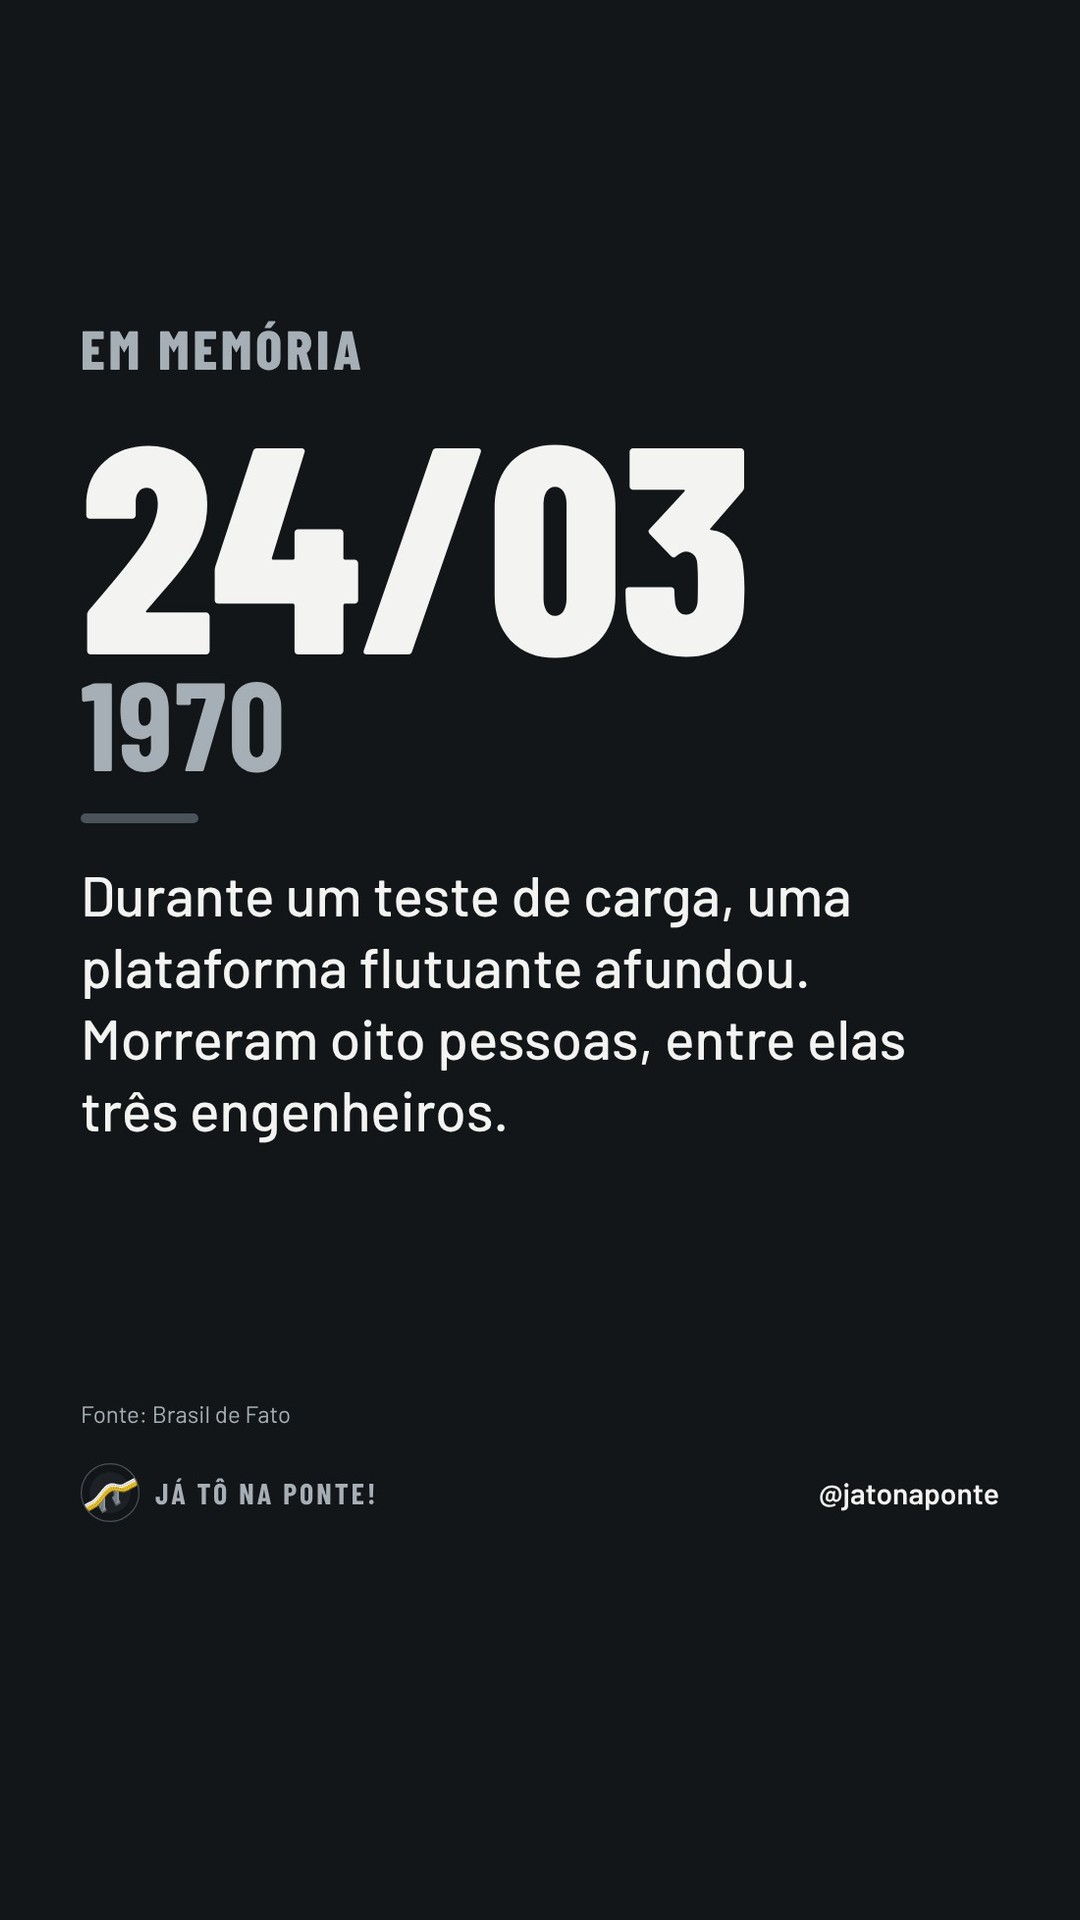 EM MEMÓRIA
24/03
1970
Durante um teste de carga, uma
plataforma flutuante afundou.
Morreram oito pessoas, entre elas
três engenheiros.
Fonte: Brasil de Fato
JÁ TÔ NA PONTE!
@jatonaponte